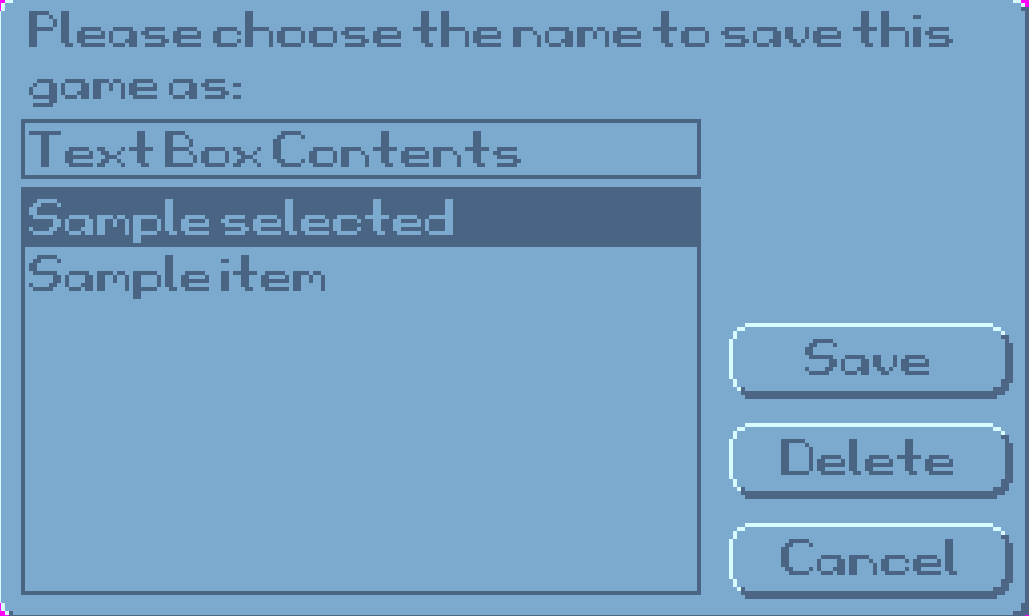 Please choose the name to save this
game as:
Text Box Contents
Sample selected
Sample item
Save
Delete
Cancel